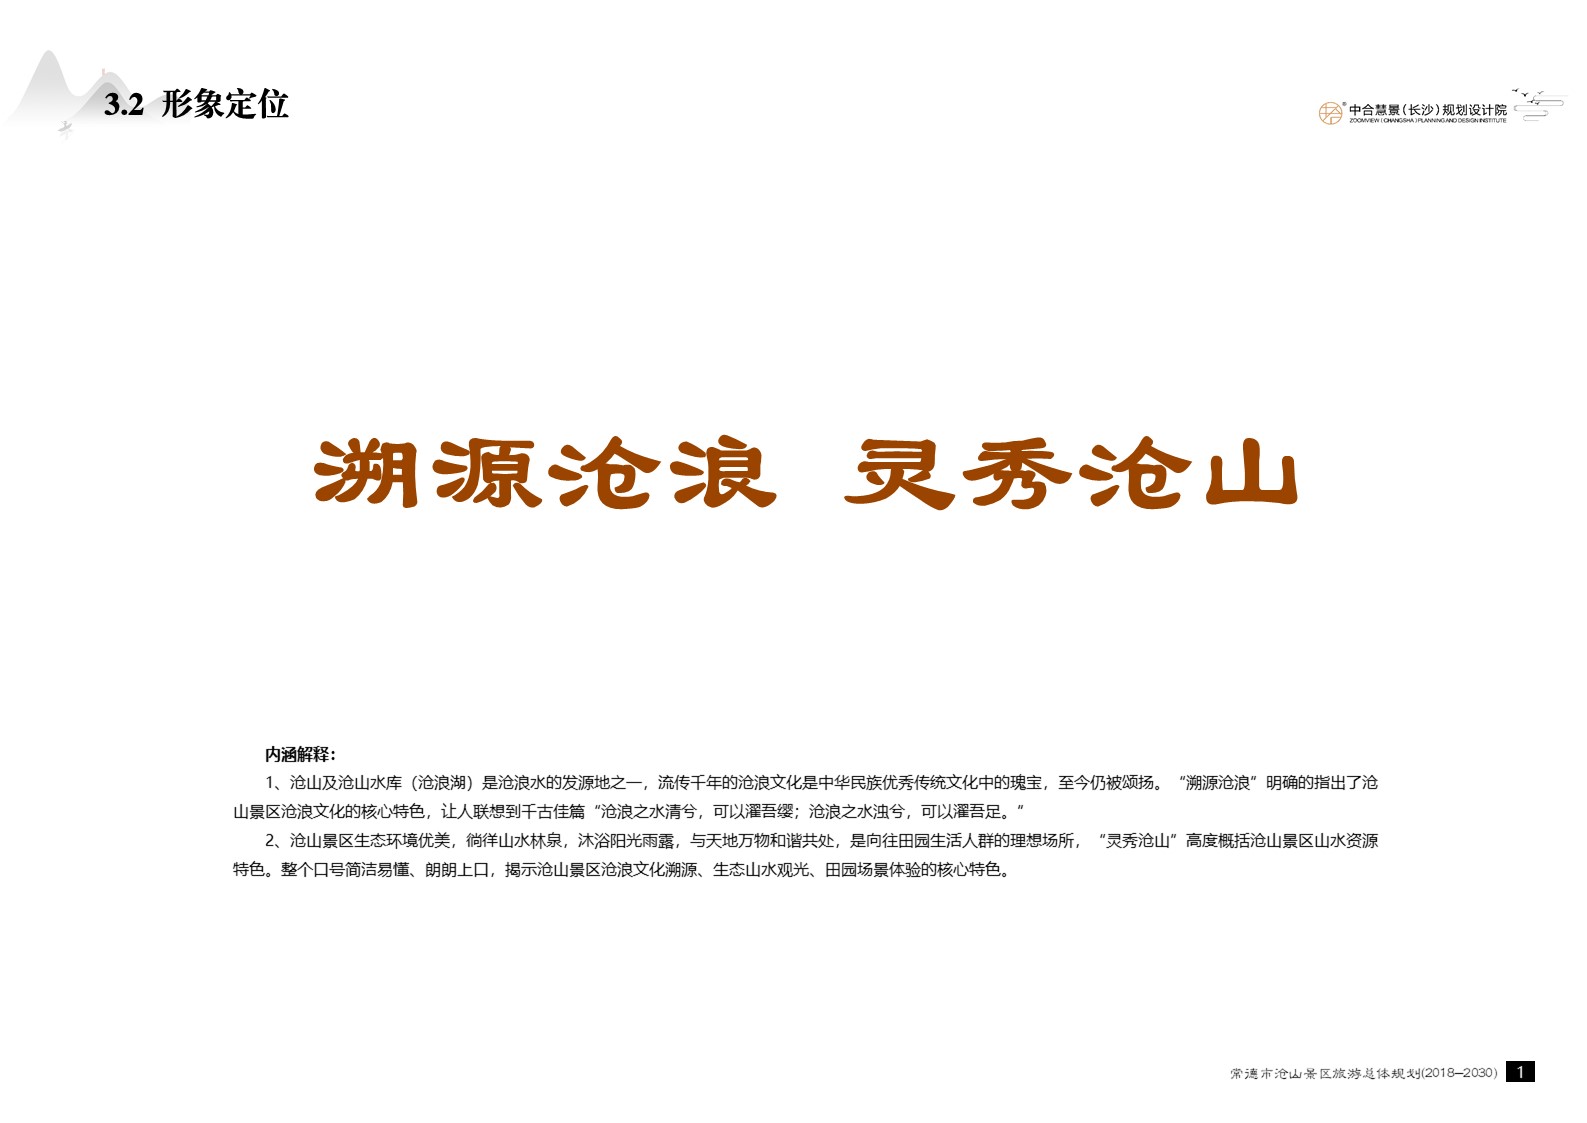 3.2 形象定位
中合慧景(长沙)规划设计院
ZOOMVIEW (CHANGSHA) PLANNING AND DESIGN INSTITUTE
溯源沧浪 灵秀沧山
内涵解释：
1、沧山及沧山水库（沧浪湖）是沧浪水的发源地之一，流传千年的沧浪文化是中华民族优秀传统文化中的瑰宝，至今仍被颂扬。“溯源沧浪”明确的指出了沧
山景区沧浪文化的核心特色，让人联想到千古佳篇“沧浪之水清兮，可以濯吾缨；沧浪之水浊兮，可以濯吾足。”
2、沧山景区生态环境优美，徜徉山水林泉，沐浴阳光雨露，与天地万物和谐共处，是向往田园生活人群的理想场所，“灵秀沧山”高度概括沧山景区山水资源
特色。整个口号简洁易懂、朗朗上口，揭示沧山景区沧浪文化溯源、生态山水观光、田园场景体验的核心特色。
常德市沧山景区旅游总体规划(2018—2030) 1